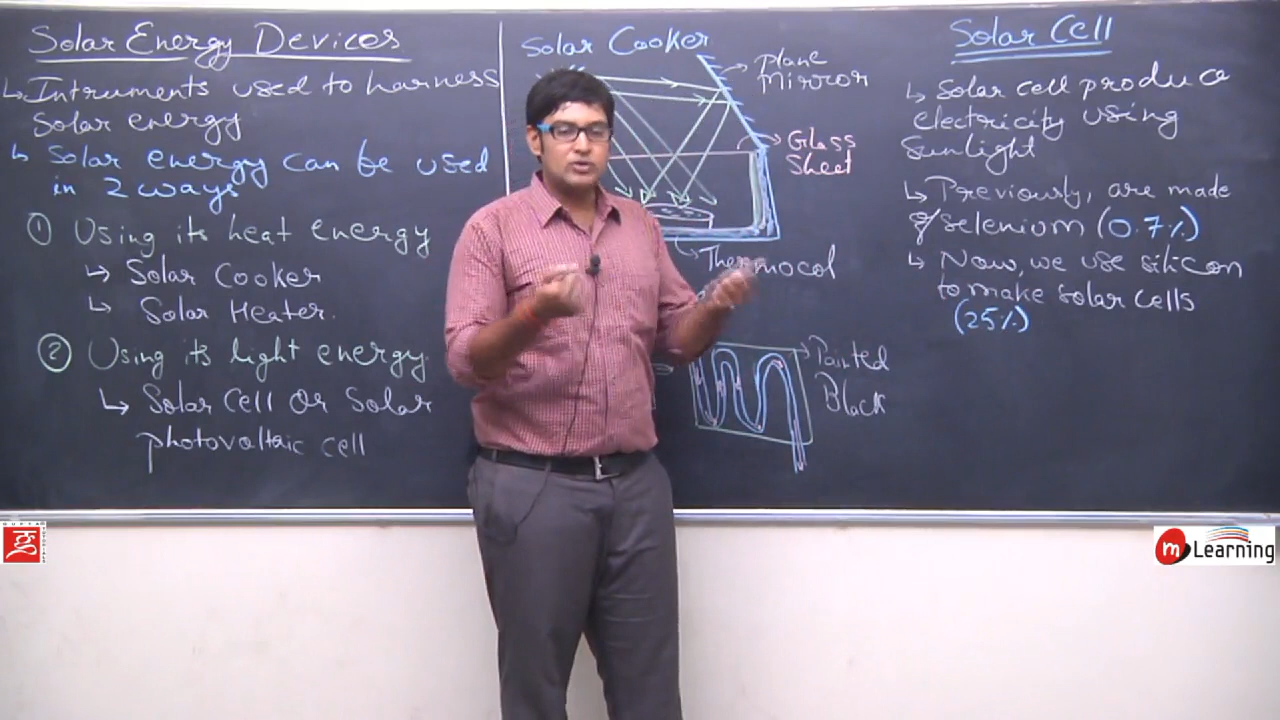 Solar Energy Devices
↳ Intruments used to harness
solar energy
↳ Solar energy can be used
in 2 ways
① Using its heat energy
↳ Solar Cooker
↳ Solar Heater.
② Using its light energy.
↳ Solar Cell Or Solar
photovoltaic cell
Solar Cooker
plane
Mirror
Glass
Sheet
Thermocol
Painted
Black
Solar Cell
↳ Solar cell produce
electricity using
Sunlight
↳ Previously, are made
of selenium (0.7%)
↳ Now, we use silicon
to make solar cells
(25%)
GUPTA TUTORIALS
m Learning